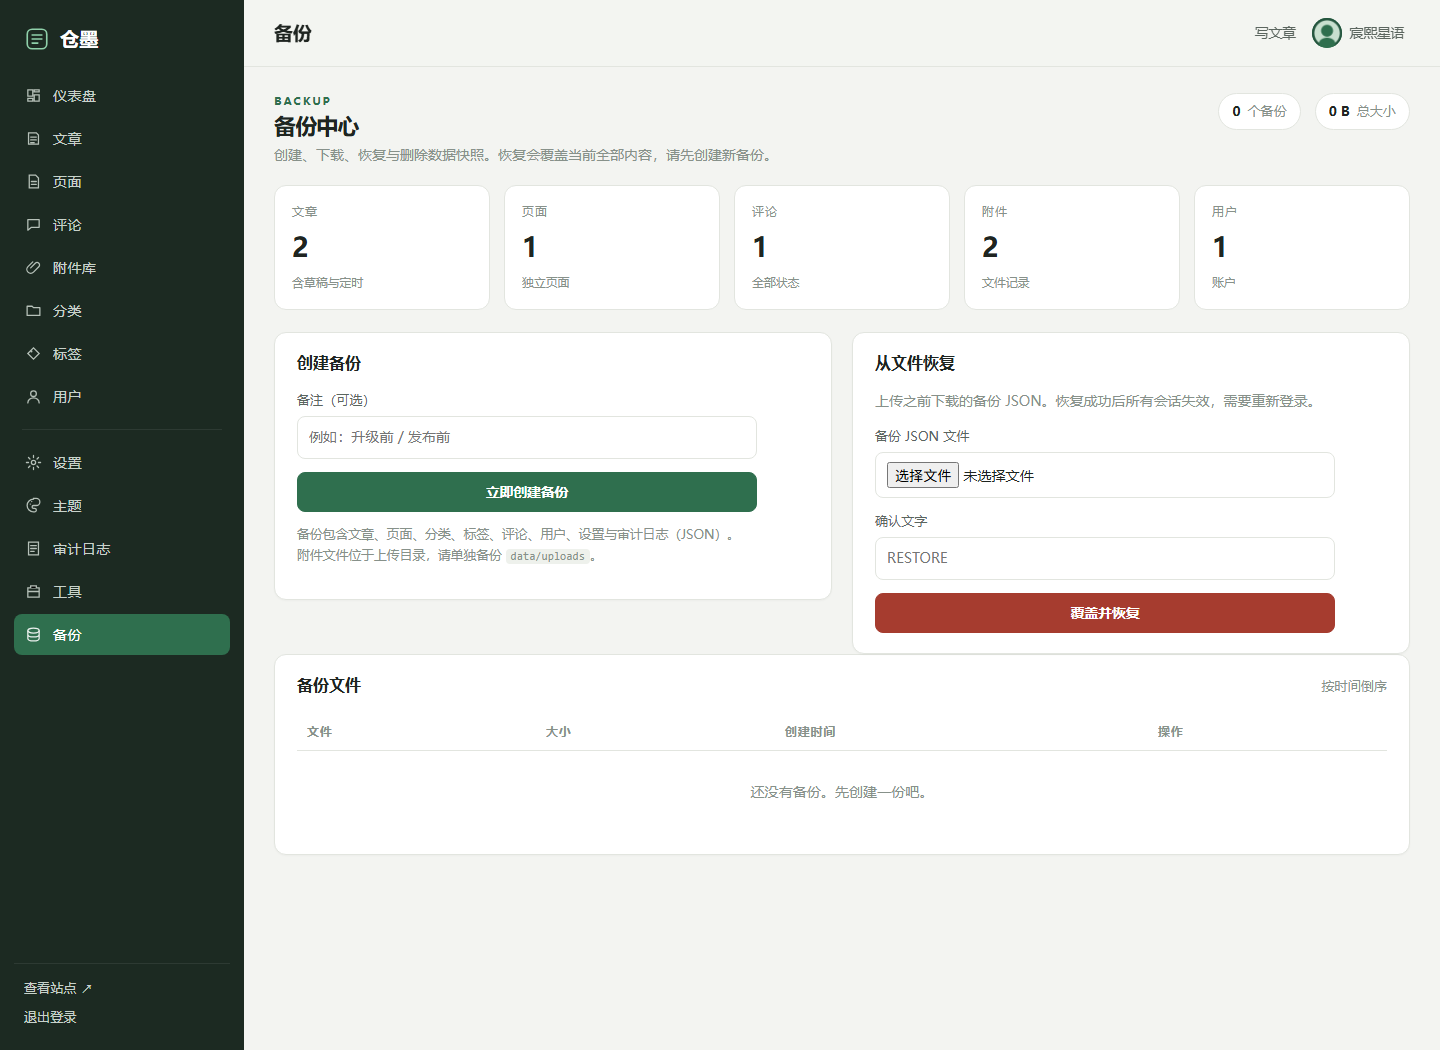 仓墨
仪表盘
文章
页面
评论
附件库
分类
标签
用户
设置
主题
审计日志
工具
备份
查看站点 ↗
退出登录
备份
写文章
宸熙星语
BACKUP
备份中心
创建、下载、恢复与删除数据快照。恢复会覆盖当前全部内容，请先创建新备份。
0 个备份
0 B 总大小
文章
2
含草稿与定时
页面
1
独立页面
评论
1
全部状态
附件
2
文件记录
用户
1
账户
创建备份
备注（可选）
例如：升级前 / 发布前
立即创建备份
备份包含文章、页面、分类、标签、评论、用户、设置与审计日志（JSON）。
附件文件位于上传目录，请单独备份 data/uploads。
从文件恢复
上传之前下载的备份 JSON。恢复成功后所有会话失效，需要重新登录。
备份 JSON 文件
选择文件 未选择文件
确认文字
RESTORE
覆盖并恢复
备份文件
按时间倒序
文件 大小 创建时间 操作
还没有备份。先创建一份吧。